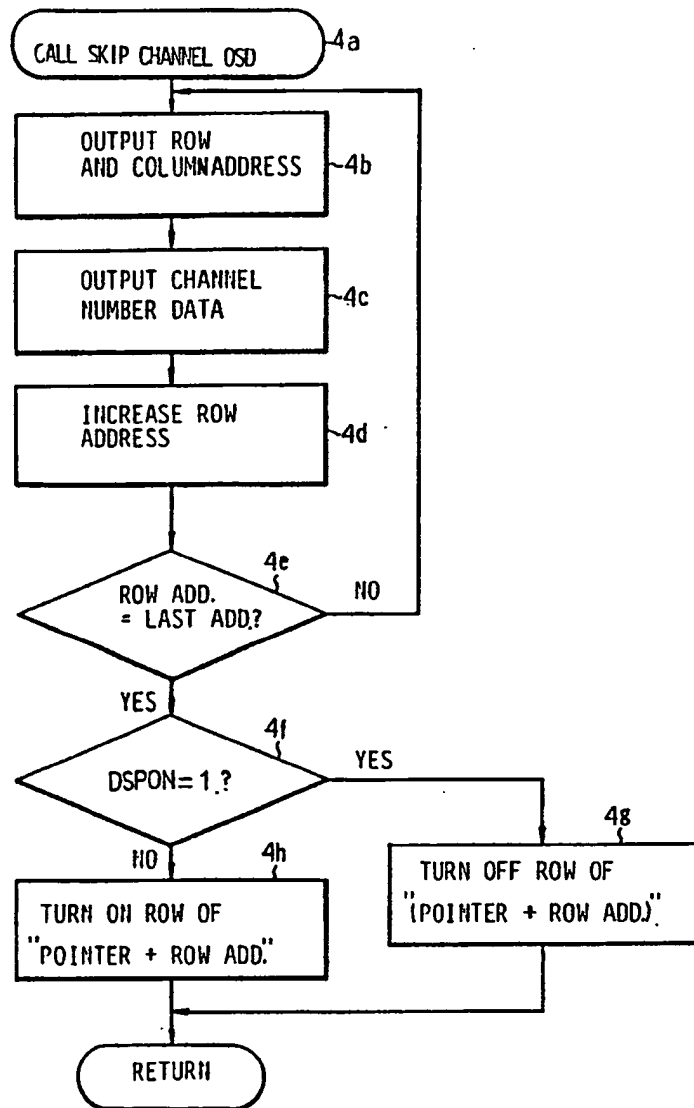 CALL SKIP CHANNEL OSD
4a
OUTPUT ROW
AND COLUMNADDRESS
4b
OUTPUT CHANNEL
NUMBER DATA
4c
INCREASE ROW
ADDRESS
4d
4e
ROW ADD.
= LAST ADD.?
NO
YES
4f
DSPON=1.?
YES
NO
4h
TURN ON ROW OF
"POINTER + ROW ADD."
4g
TURN OFF ROW OF
"(POINTER + ROW ADD.)"
RETURN